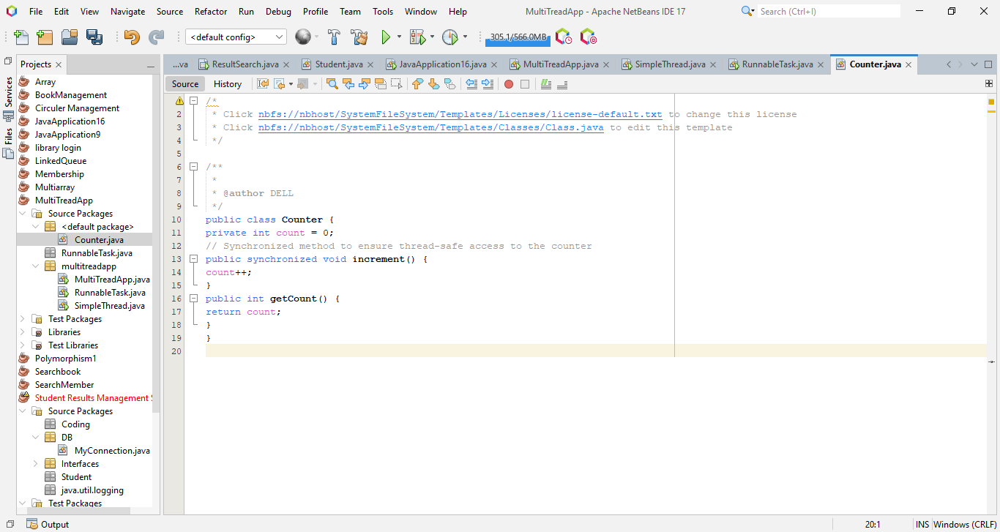 File Edit View Navigate Source Refactor Run Debug Profile Team Tools Window Help
MultiTreadApp - Apache NetBeans IDE 17
Search (Ctrl+I)
<default config>
305.1/566.0MB
Projects
...va
ResultSearch.java
Student.java
JavaApplication16.java
MultiTreadApp.java
SimpleThread.java
RunnableTask.java
Counter.java
Services
Files
Source History
Array
BookManagement
Circuler Management
JavaApplication16
JavaApplication9
library login
LinkedQueue
Membership
Multiarray
MultiTreadApp
Source Packages
<default package>
Counter.java
RunnableTask.java
multitreadapp
MultiTreadApp.java
RunnableTask.java
SimpleThread.java
Test Packages
Libraries
Test Libraries
Polymorphism1
Searchbook
SearchMember
Student Results Management
Source Packages
Coding
DB
MyConnection.java
Interfaces
Student
java.util.logging
Test Packages
/*
2 * Click nbfs://nbhost/SystemFileSystem/Templates/Licenses/license-default.txt to change this license
3 * Click nbfs://nbhost/SystemFileSystem/Templates/Classes/Class.java to edit this template
4 */
5
6 /**
7 *
8 * @author DELL
9 */
10 public class Counter {
11 private int count = 0;
12 // Synchronized method to ensure thread-safe access to the counter
13 public synchronized void increment() {
14 count++;
15 }
16 public int getCount() {
17 return count;
18 }
19 }
20
Output
20:1
INS
Windows (CRLF)